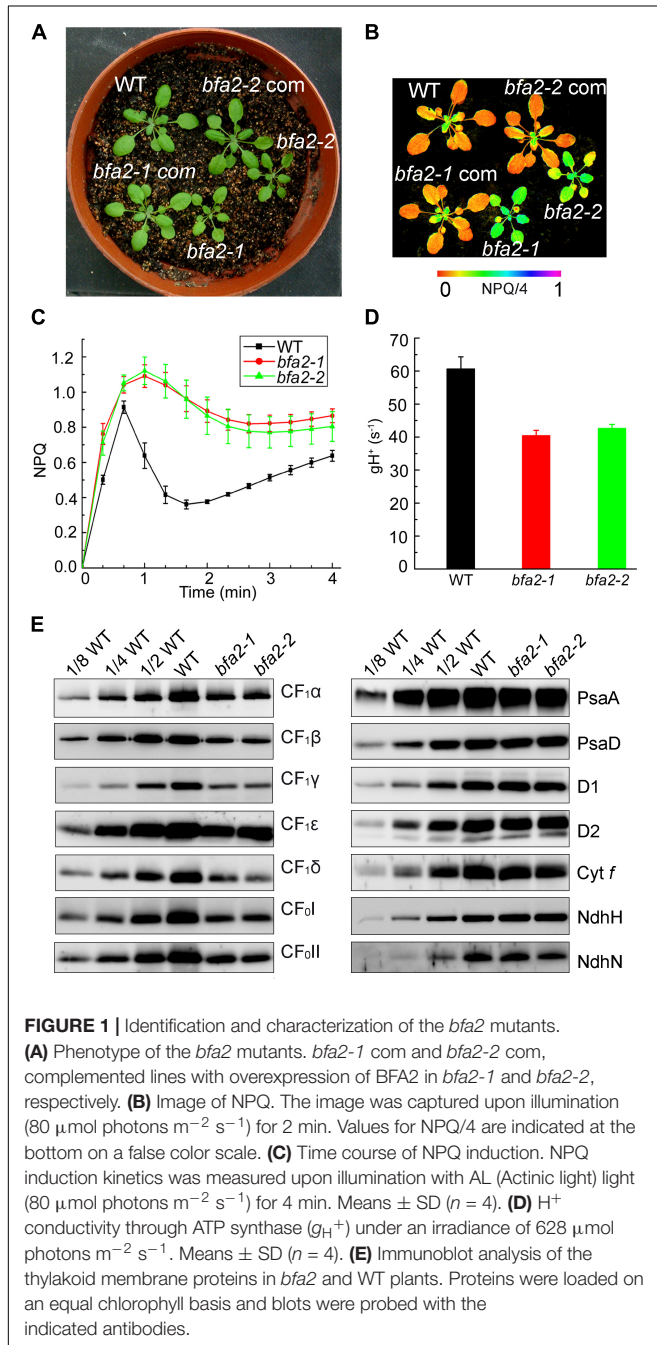 A
WT
bfa2-2 com
bfa2-2
bfa2-1 com
bfa2-1
B
WT
bfa2-2 com
bfa2-1 com
bfa2-2
bfa2-1
0 NPQ/4 1
C
WT
bfa2-1
bfa2-2
1.2
1.0
0.8
0.6
0.4
0.2
0.0
NPQ
0 1 2 3 4
Time (min)
D
70
60
50
40
30
20
10
0
gH⁺ (s⁻¹)
WT bfa2-1 bfa2-2
E
1/8 WT 1/4 WT 1/2 WT WT bfa2-1 bfa2-2
CF₁α
CF₁β
CF₁γ
CF₁ε
CF₁δ
CF₀I
CF₀II
1/8 WT 1/4 WT 1/2 WT WT bfa2-1 bfa2-2
PsaA
PsaD
D1
D2
Cyt f
NdhH
NdhN
FIGURE 1 | Identification and characterization of the bfa2 mutants.
(A) Phenotype of the bfa2 mutants. bfa2-1 com and bfa2-2 com,
complemented lines with overexpression of BFA2 in bfa2-1 and bfa2-2,
respectively. (B) Image of NPQ. The image was captured upon illumination
(80 μmol photons m⁻² s⁻¹) for 2 min. Values for NPQ/4 are indicated at the
bottom on a false color scale. (C) Time course of NPQ induction. NPQ
induction kinetics was measured upon illumination with AL (Actinic light) light
(80 μmol photons m⁻² s⁻¹) for 4 min. Means ± SD (n = 4). (D) H⁺
conductivity through ATP synthase (gH⁺) under an irradiance of 628 μmol
photons m⁻² s⁻¹. Means ± SD (n = 4). (E) Immunoblot analysis of the
thylakoid membrane proteins in bfa2 and WT plants. Proteins were loaded on
an equal chlorophyll basis and blots were probed with the
indicated antibodies.